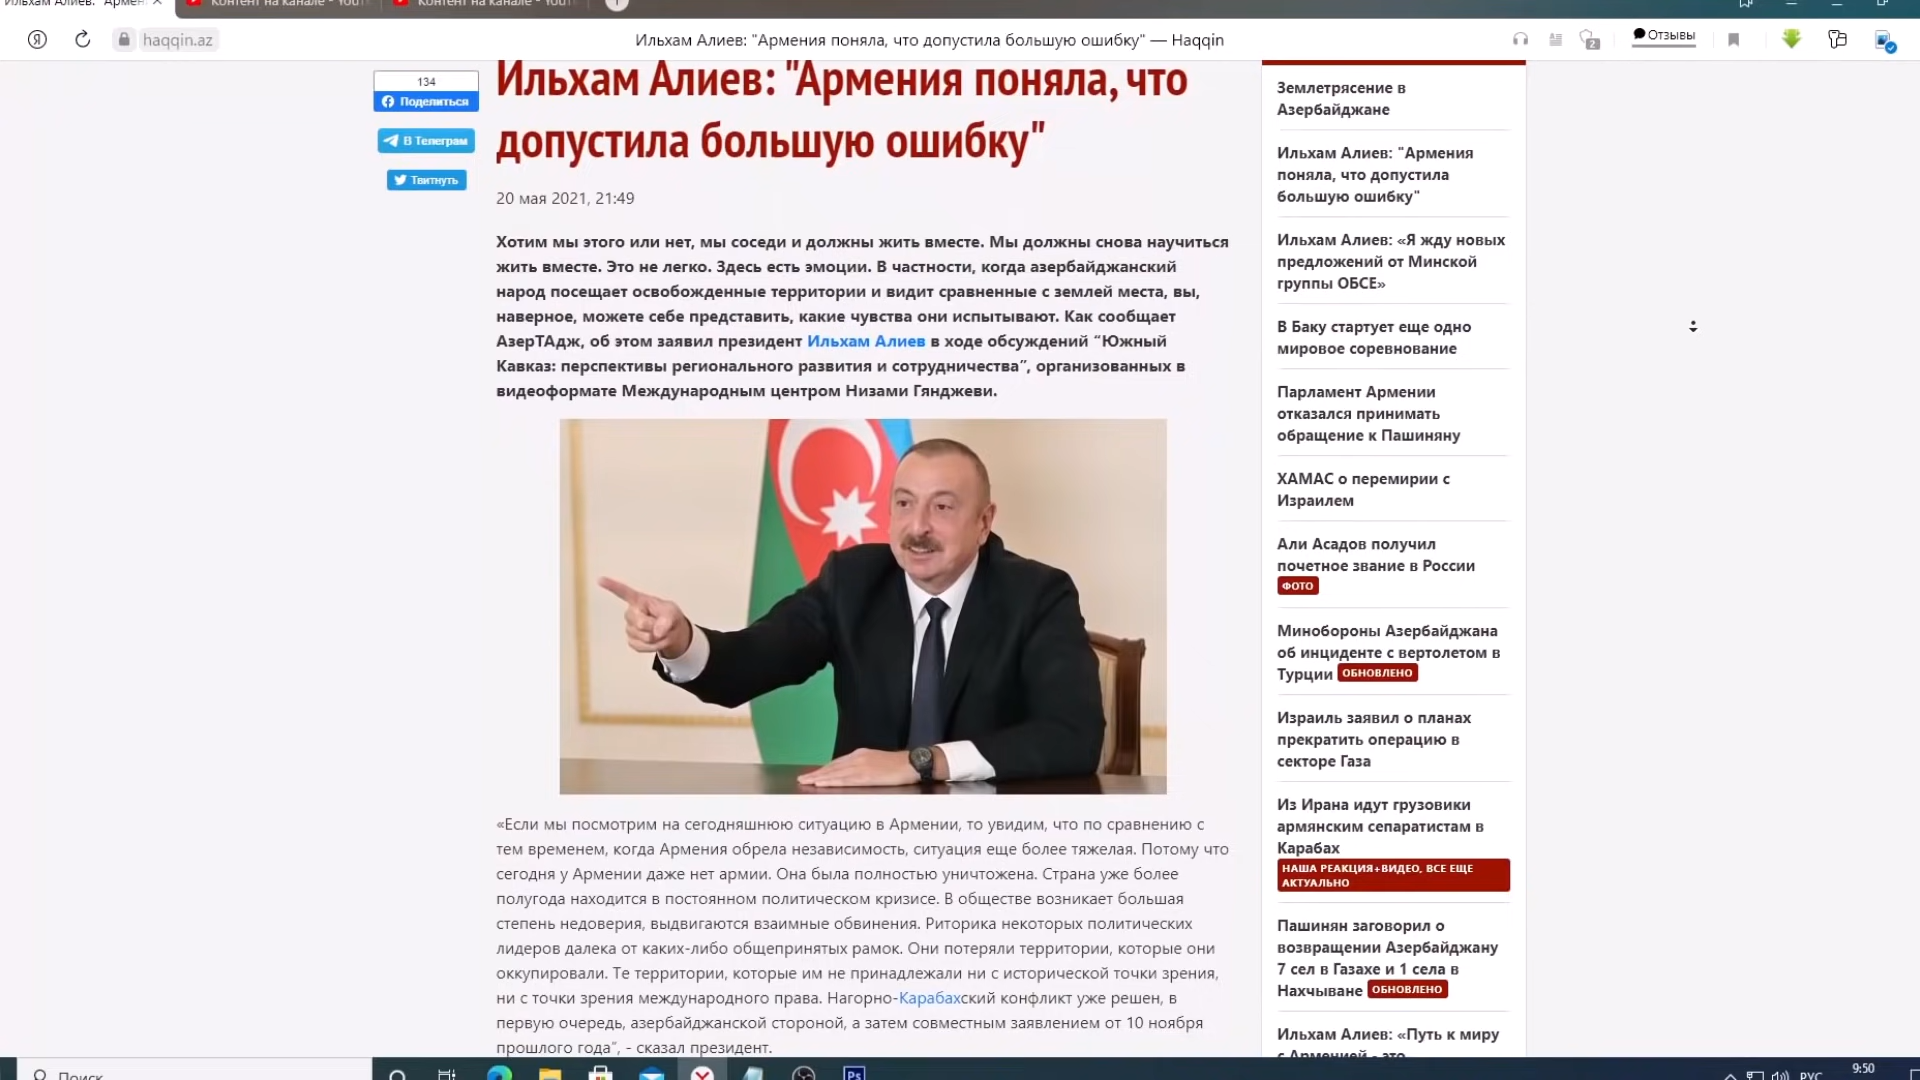 Ильхам Алиев: "Армен
Контент на канале - YouT
Контент на канале - YouT
haqqin.az
Ильхам Алиев: "Армения поняла, что допустила большую ошибку" — Haqqin
2
Отзывы
134
Поделиться
В Телеграм
Твитнуть
Ильхам Алиев: "Армения поняла, что
допустила большую ошибку"
20 мая 2021, 21:49
Хотим мы этого или нет, мы соседи и должны жить вместе. Мы должны снова научиться
жить вместе. Это не легко. Здесь есть эмоции. В частности, когда азербайджанский
народ посещает освобожденные территории и видит сравненные с землей места, вы,
наверное, можете себе представить, какие чувства они испытывают. Как сообщает
АзерТАдж, об этом заявил президент Ильхам Алиев в ходе обсуждений “Южный
Кавказ: перспективы регионального развития и сотрудничества”, организованных в
видеоформате Международным центром Низами Гянджеви.
«Если мы посмотрим на сегодняшнюю ситуацию в Армении, то увидим, что по сравнению с
тем временем, когда Армения обрела независимость, ситуация еще более тяжелая. Потому что
сегодня у Армении даже нет армии. Она была полностью уничтожена. Страна уже более
полугода находится в постоянном политическом кризисе. В обществе возникает большая
степень недоверия, выдвигаются взаимные обвинения. Риторика некоторых политических
лидеров далека от каких-либо общепринятых рамок. Они потеряли территории, которые они
оккупировали. Те территории, которые им не принадлежали ни с исторической точки зрения,
ни с точки зрения международного права. Нагорно-Карабахский конфликт уже решен, в
первую очередь, азербайджанской стороной, а затем совместным заявлением от 10 ноября
прошлого года”, - сказал президент.
Землетрясение в
Азербайджане
Ильхам Алиев: "Армения
поняла, что допустила
большую ошибку"
Ильхам Алиев: «Я жду новых
предложений от Минской
группы ОБСЕ»
В Баку стартует еще одно
мировое соревнование
Парламент Армении
отказался принимать
обращение к Пашиняну
ХАМАС о перемирии с
Израилем
Али Асадов получил
почетное звание в России
ФОТО
Минобороны Азербайджана
об инциденте с вертолетом в
Турции ОБНОВЛЕНО
Израиль заявил о планах
прекратить операцию в
секторе Газа
Из Ирана идут грузовики
армянским сепаратистам в
Карабах
НАША РЕАКЦИЯ+ВИДЕО, ВСЕ ЕЩЕ
АКТУАЛЬНО
Пашинян заговорил о
возвращении Азербайджану
7 сел в Газахе и 1 села в
Нахчыване ОБНОВЛЕНО
Ильхам Алиев: «Путь к миру
с Арменией - это
Поиск
Ps
РУС
9:50